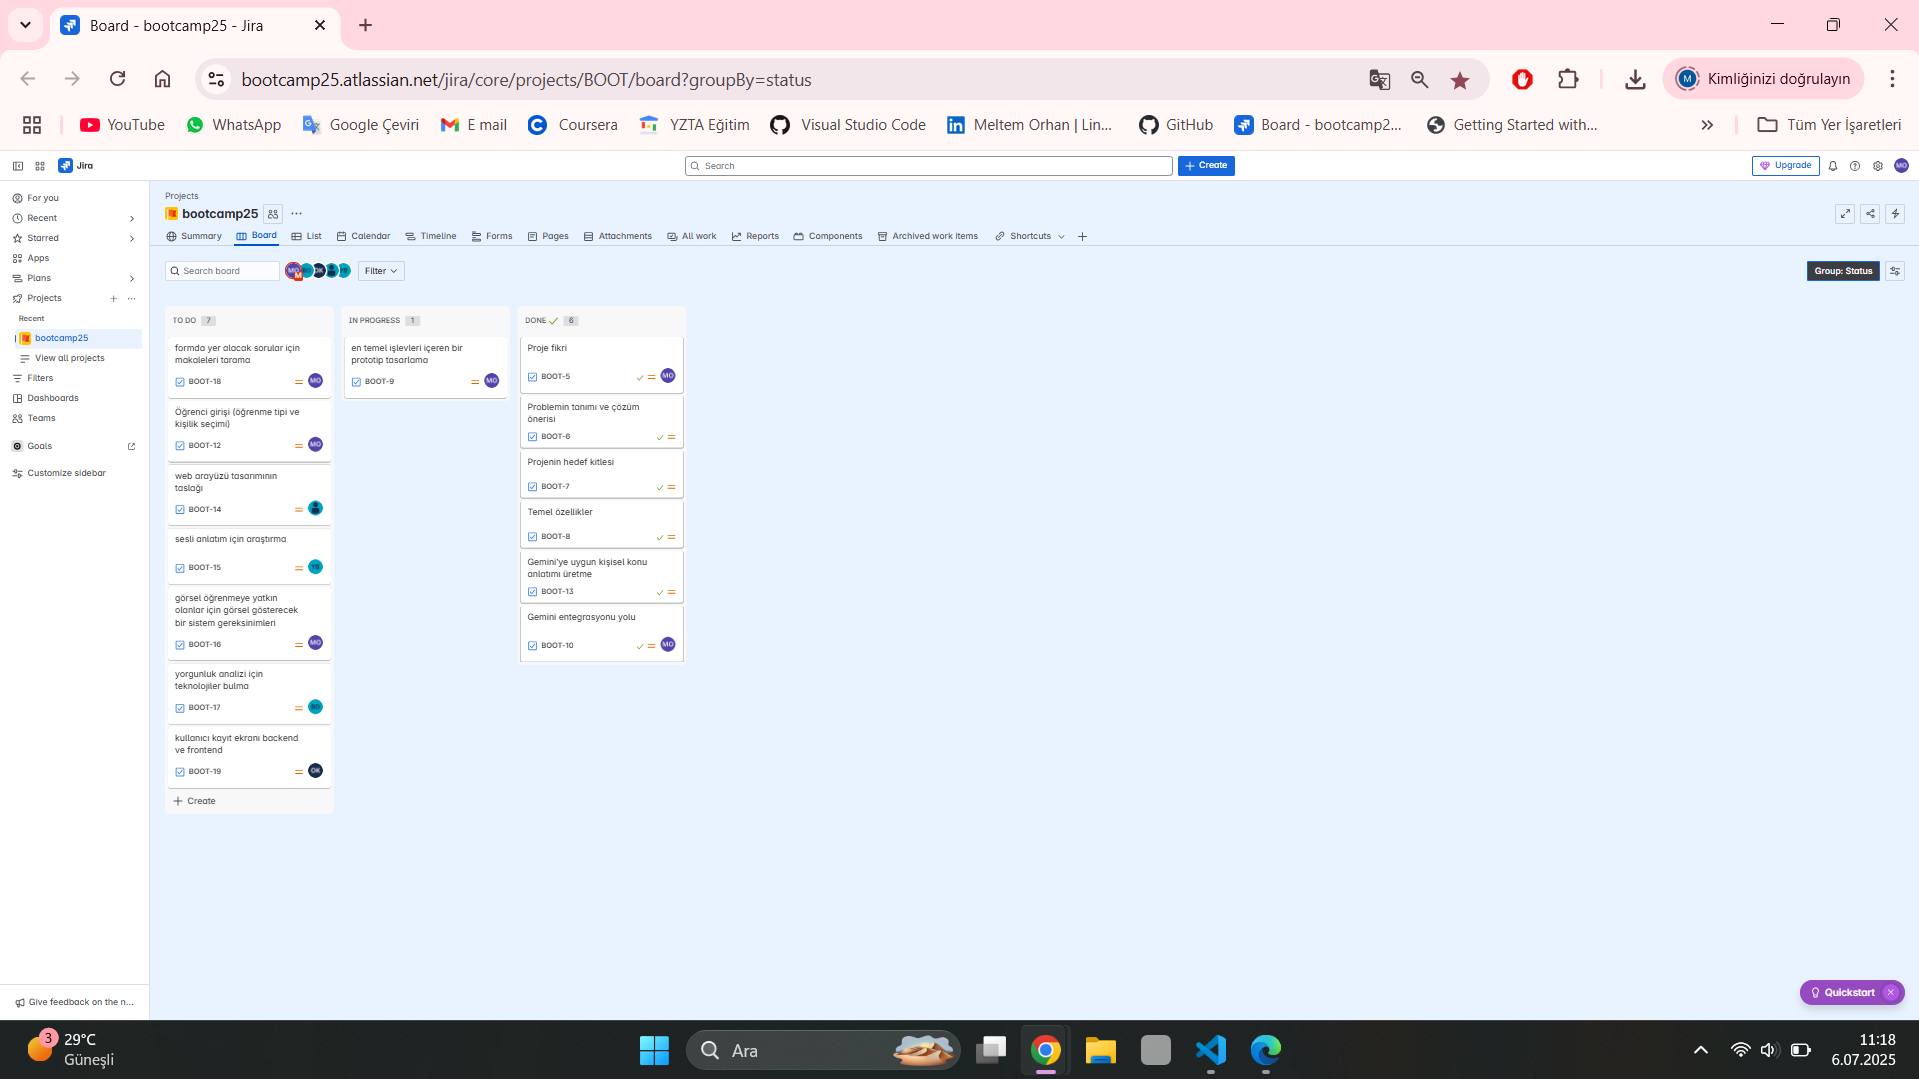 Board - bootcamp25 - Jira
bootcamp25.atlassian.net/jira/core/projects/BOOT/board?groupBy=status
M
Kimliğinizi doğrulayın
YouTube
WhatsApp
Google Çeviri
E mail
Coursera
YZTA Eğitim
Visual Studio Code
Meltem Orhan | Lin...
GitHub
Board - bootcamp2...
Getting Started with...
Tüm Yer İşaretleri
Jira
Search
Create
Upgrade
MO
For you
Recent
Starred
Apps
Plans
Projects
Recent
bootcamp25
View all projects
Filters
Dashboards
Teams
Goals
Customize sidebar
Give feedback on the n...
Projects
bootcamp25
Summary
Board
List
Calendar
Timeline
Forms
Pages
Attachments
All work
Reports
Components
Archived work items
Shortcuts
Search board
Filter
Group: Status
TO DO 7
formda yer alacak sorular için
makaleleri tarama
BOOT-18
MO
Öğrenci girişi (öğrenme tipi ve
kişilik seçimi)
BOOT-12
MO
web arayüzü tasarımının
taslağı
BOOT-14
sesli anlatım için araştırma
BOOT-15
görsel öğrenmeye yatkın
olanlar için görsel gösterecek
bir sistem gereksinimleri
BOOT-16
MO
yorgunluk analizi için
teknolojiler bulma
BOOT-17
kullanıcı kayıt ekranı backend
ve frontend
BOOT-19
OK
Create
IN PROGRESS 1
en temel işlevleri içeren bir
prototip tasarlama
BOOT-9
MO
DONE 6
Proje fikri
BOOT-5
MO
Problemin tanımı ve çözüm
önerisi
BOOT-6
Projenin hedef kitlesi
BOOT-7
Temel özellikler
BOOT-8
Gemini'ye uygun kişisel konu
anlatımı üretme
BOOT-13
Gemini entegrasyonu yolu
BOOT-10
MO
Quickstart
3
29°C
Güneşli
Ara
11:18
6.07.2025